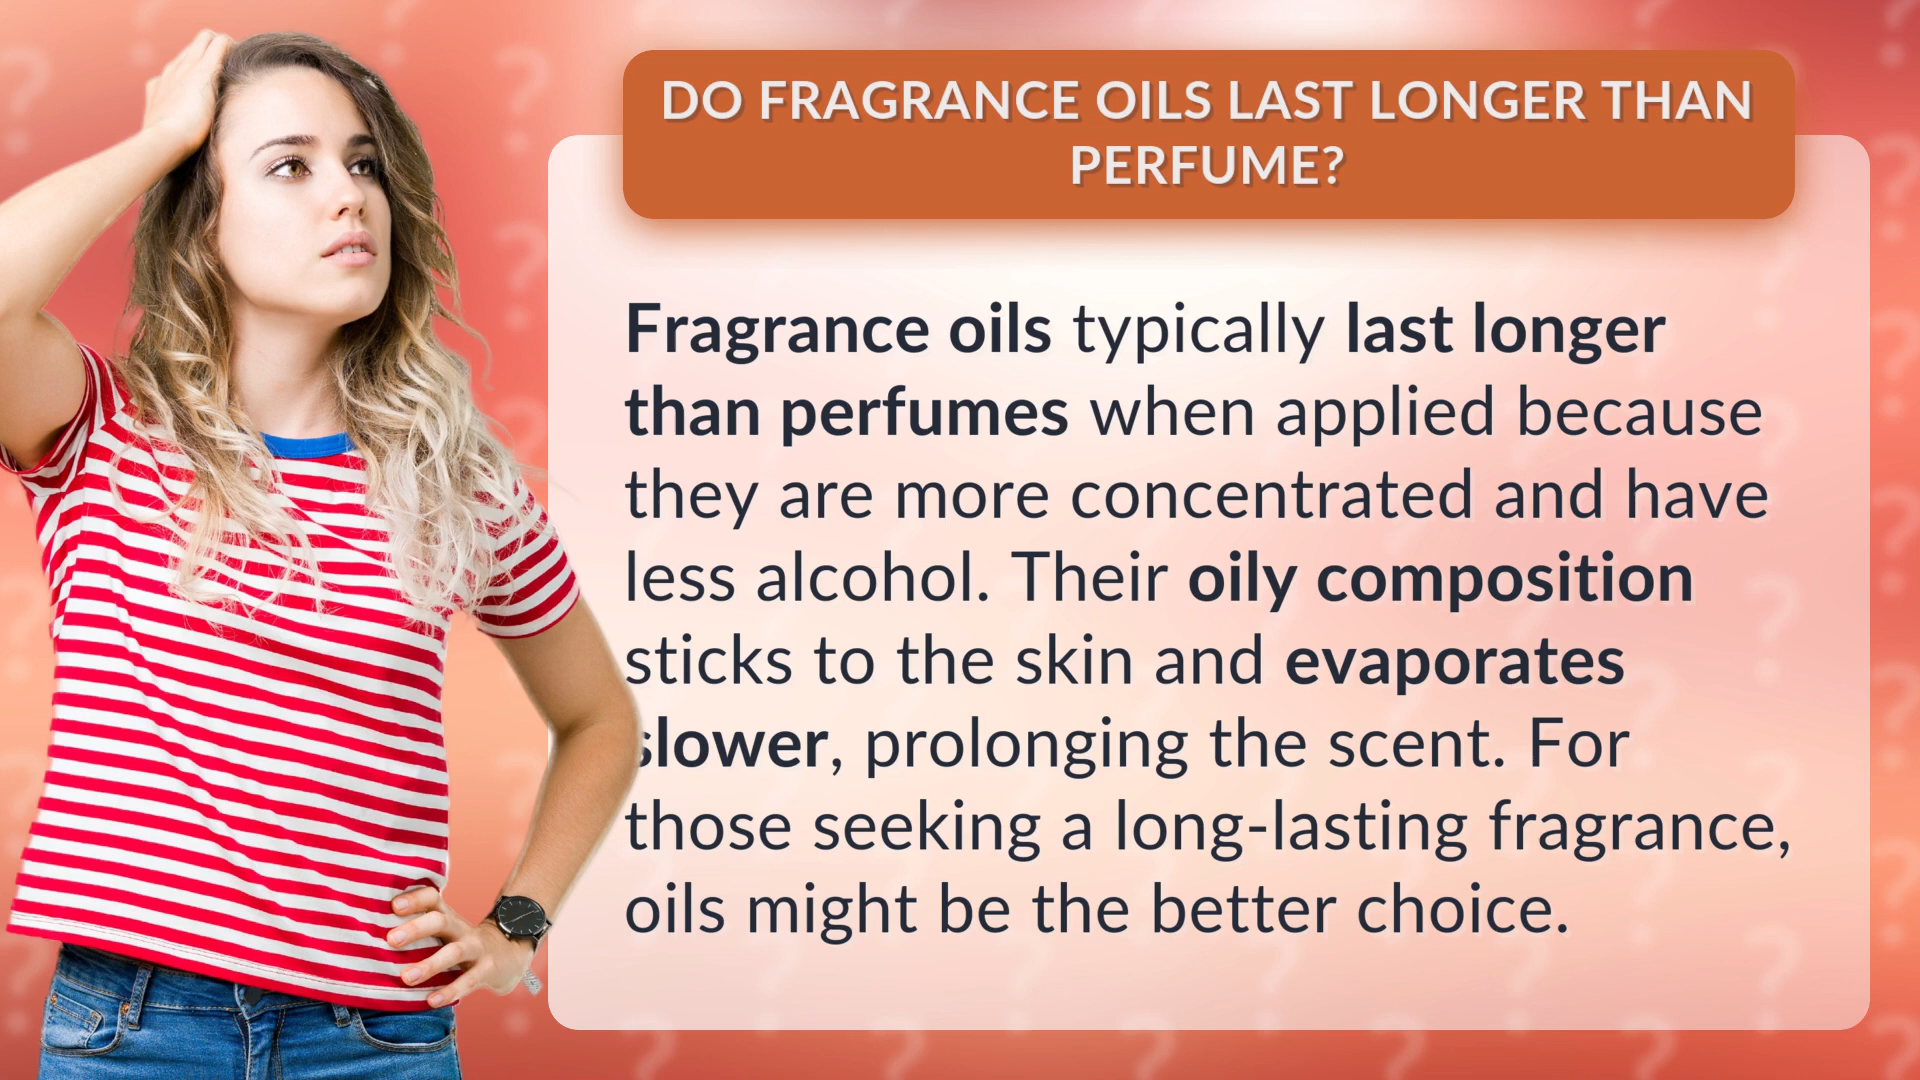 DO FRAGRANCE OILS LAST LONGER THAN
PERFUME?
Fragrance oils typically last longer
than perfumes when applied because
they are more concentrated and have
less alcohol. Their oily composition
sticks to the skin and evaporates
slower, prolonging the scent. For
those seeking a long-lasting fragrance,
oils might be the better choice.